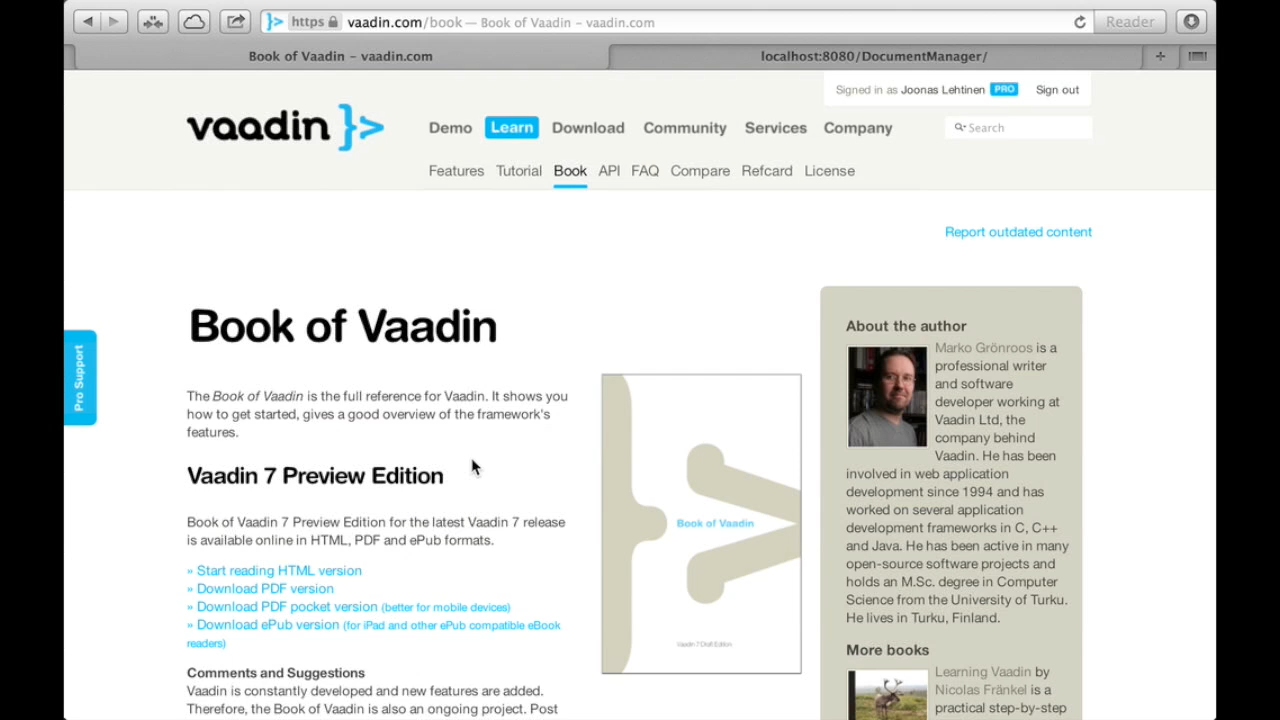 https vaadin.com/book — Book of Vaadin – vaadin.com
Reader
Book of Vaadin – vaadin.com
localhost:8080/DocumentManager/
Signed in as Joonas Lehtinen PRO Sign out
vaadin }>
Demo Learn Download Community Services Company
Search
Features Tutorial Book API FAQ Compare Refcard License
Report outdated content
Pro Support
Book of Vaadin
The Book of Vaadin is the full reference for Vaadin. It shows you
how to get started, gives a good overview of the framework's
features.
Vaadin 7 Preview Edition
Book of Vaadin 7 Preview Edition for the latest Vaadin 7 release
is available online in HTML, PDF and ePub formats.
» Start reading HTML version
» Download PDF version
» Download PDF pocket version (better for mobile devices)
» Download ePub version (for iPad and other ePub compatible eBook
readers)
Comments and Suggestions
Vaadin is constantly developed and new features are added.
Therefore, the Book of Vaadin is also an ongoing project. Post
Book of Vaadin
Vaadin 7 Draft Edition
About the author
Marko Grönroos is a
professional writer
and software
developer working at
Vaadin Ltd, the
company behind
Vaadin. He has been
involved in web application
development since 1994 and has
worked on several application
development frameworks in C, C++
and Java. He has been active in many
open-source software projects and
holds an M.Sc. degree in Computer
Science from the University of Turku.
He lives in Turku, Finland.
More books
Learning Vaadin by
Nicolas Fränkel is a
practical step-by-step